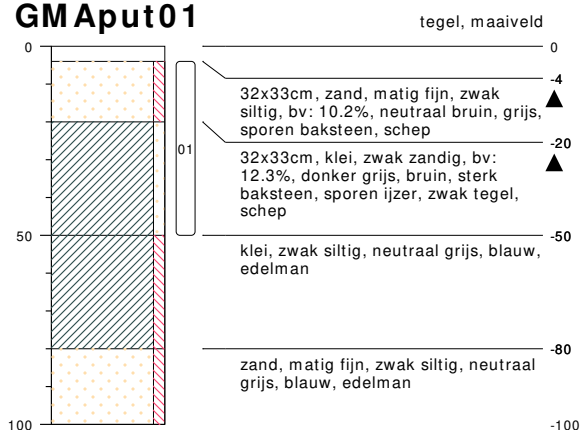 GMAput01
tegel, maaiveld
0
0
-4
32x33cm, zand, matig fijn, zwak
siltig, bv: 10.2%, neutraal bruin, grijs,
sporen baksteen, schep
-20
01
32x33cm, klei, zwak zandig, bv:
12.3%, donker grijs, bruin, sterk
baksteen, sporen ijzer, zwak tegel,
schep
50
-50
klei, zwak siltig, neutraal grijs, blauw,
edelman
-80
zand, matig fijn, zwak siltig, neutraal
grijs, blauw, edelman
100
-100